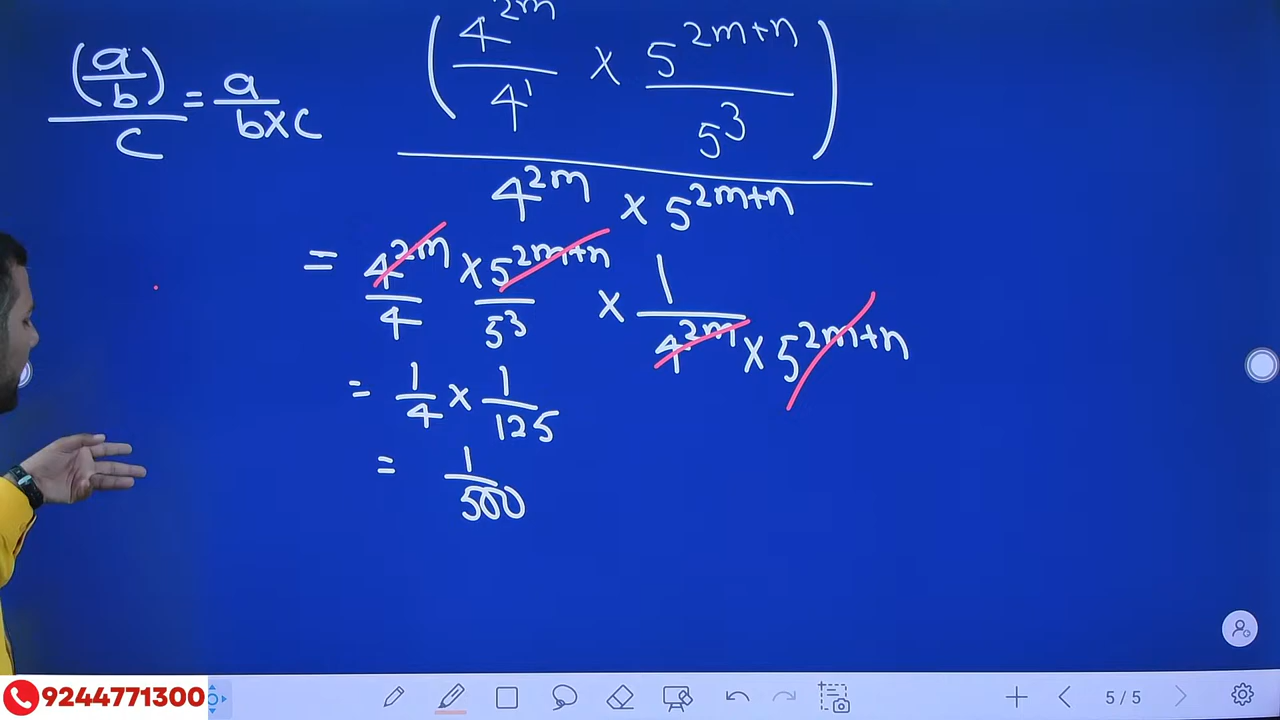 (a/b)/c = a/(b×c)
(4^2m/4^1 × 5^2m+n/5^3)
4^2m × 5^2m+n
= 4^2m/4 × 5^2m+n/5^3 × 1/(4^2m × 5^2m+n)
= 1/4 × 1/125
= 1/500
9244771300
5/5